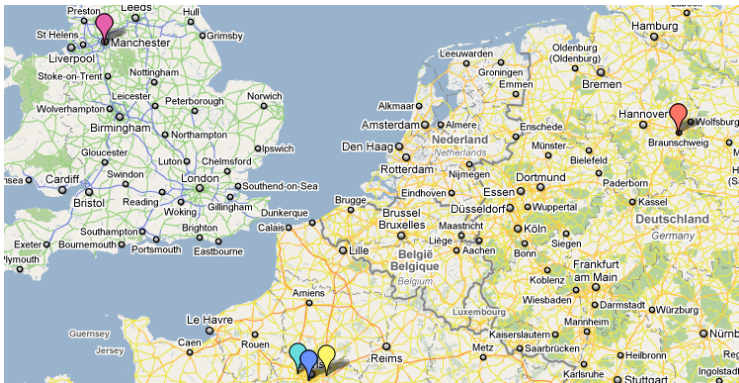 Preston
Leeds
Hull
St Helens
Manchester
Grimsby
Liverpool
Stoke-on-Trent
Nottingham
Leicester
Peterborough
Norwich
Wolverhampton
Birmingham
Northampton
Ipswich
Gloucester
Luton
Chelmsford
Cardiff
Swindon
London
Southend-on-Sea
Bristol
Reading
Woking
Gillingham
Southampton
Brighton
Exeter
Bournemouth
Portsmouth
Eastbourne
Plymouth
Guernsey
Jersey
Le Havre
Caen
Rouen
Amiens
Reims
Dunkerque
Calais
Lille
Brugge
Brussel
Bruxelles
België
Belgique
Belgium
Leeuwarden
Groningen
Emmen
Alkmaar
Amsterdam
Almere
Enschede
Den Haag
Nederland
Netherlands
Rotterdam
Nijmegen
Eindhoven
Maastricht
Liège
Aachen
Luxembourg
Metz
Hamburg
Oldenburg
(Oldenburg)
Bremen
Hannover
Wolfsburg
Braunschweig
Münster
Bielefeld
Paderborn
Dortmund
Essen
Kassel
Düsseldorf
Wuppertal
Deutschland
Germany
Köln
Siegen
Bonn
Koblenz
Frankfurt
am Main
Wiesbaden
Darmstadt
Würzburg
Mannheim
Kaiserslautern
Saarbrücken
Heilbronn
Karlsruhe
Stuttgart
Nürnb
Ingolstadt